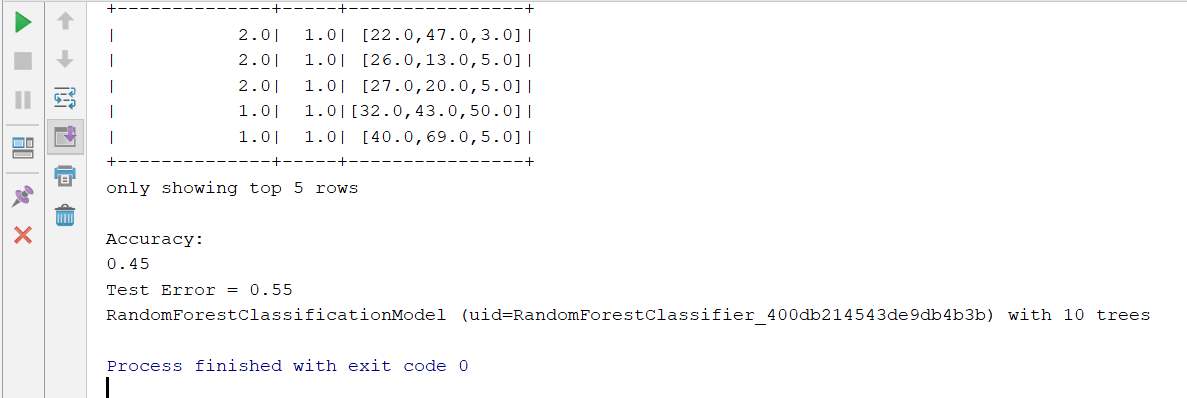 +--------------+-----+----------------+
|           2.0|  1.0| [22.0,47.0,3.0]|
|           2.0|  1.0| [26.0,13.0,5.0]|
|           2.0|  1.0| [27.0,20.0,5.0]|
|           1.0|  1.0|[32.0,43.0,50.0]|
|           1.0|  1.0| [40.0,69.0,5.0]|
+--------------+-----+----------------+
only showing top 5 rows
Accuracy:
0.45
Test Error = 0.55
RandomForestClassificationModel (uid=RandomForestClassifier_400db214543de9db4b3b) with 10 trees
Process finished with exit code 0